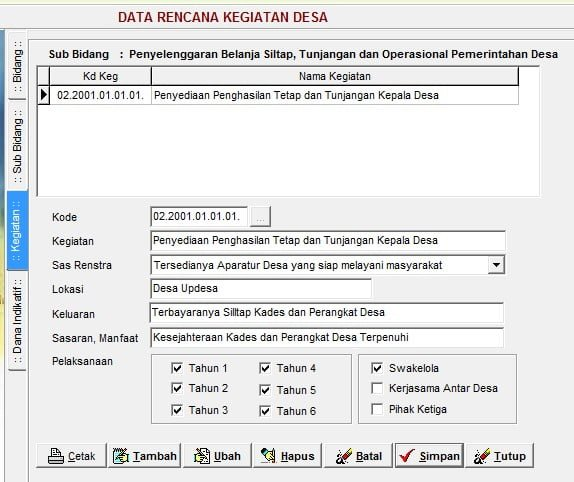 DATA RENCANA KEGIATAN DESA
Sub Bidang : Penyelenggaran Belanja Siltap, Tunjangan dan Operasional Pemerintahan Desa
Kd Keg Nama Kegiatan
02.2001.01.01.01. Penyediaan Penghasilan Tetap dan Tunjangan Kepala Desa
:: Bidang ::
:: Sub Bidang ::
:: Kegiatan ::
:: Dana Indikatif ::
Kode 02.2001.01.01.01. ...
Kegiatan Penyediaan Penghasilan Tetap dan Tunjangan Kepala Desa
Sas Renstra Tersedianya Aparatur Desa yang siap melayani masyarakat
Lokasi Desa Updesa
Keluaran Terbayaranya Silltap Kades dan Perangkat Desa
Sasaran, Manfaat Kesejahteraan Kades dan Perangkat Desa Terpenuhi
Pelaksanaan
Tahun 1 Tahun 4 Swakelola
Tahun 2 Tahun 5 Kerjasama Antar Desa
Tahun 3 Tahun 6 Pihak Ketiga
Cetak Tambah Ubah Hapus Batal Simpan Tutup